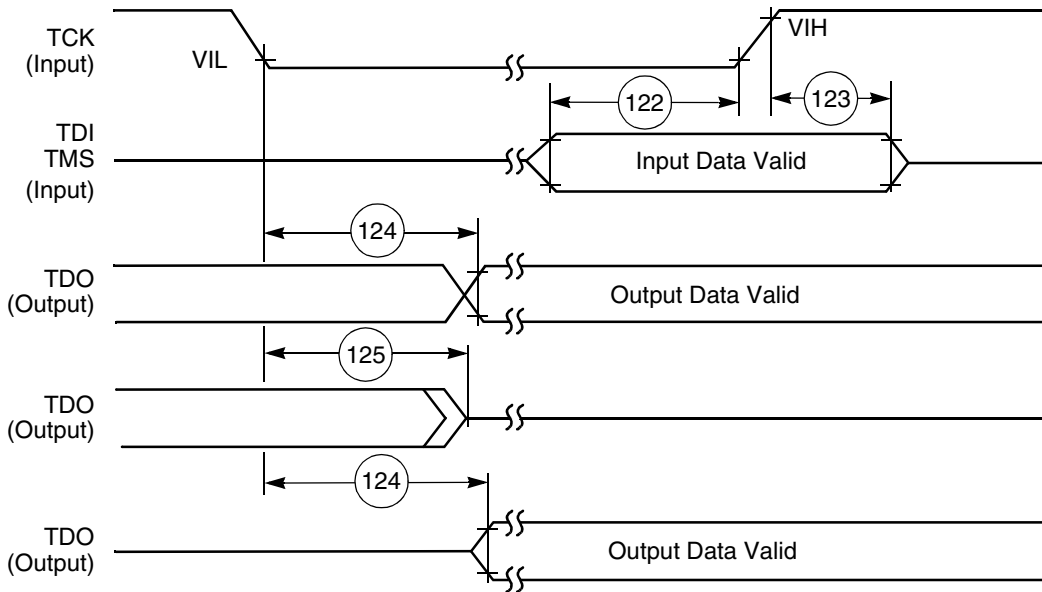 TCK
(Input)
VIL
VIH
122
123
TDI
TMS
(Input)
Input Data Valid
124
TDO
(Output)
Output Data Valid
125
TDO
(Output)
124
TDO
(Output)
Output Data Valid